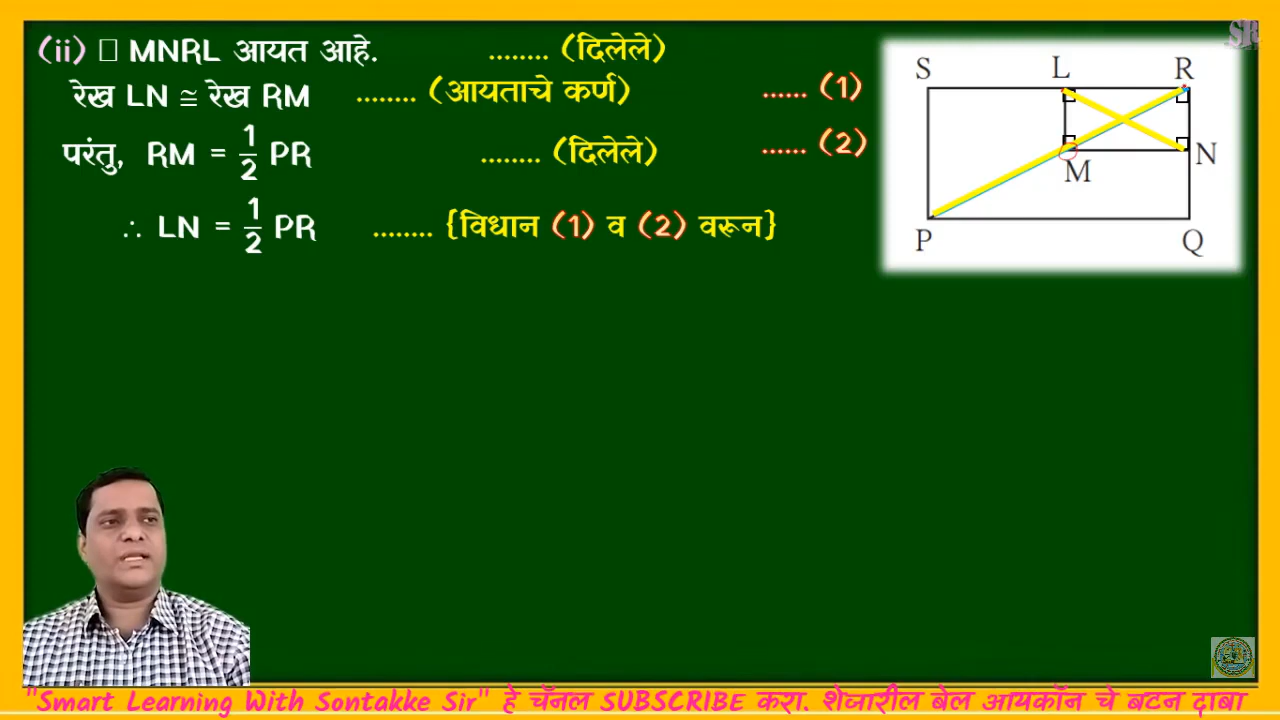 (ii) □ MNRL आयत आहे. ........ (दिलेले)
रेख LN ≅ रेख RM ........ (आयताचे कर्ण) ...... (1)
परंतु, RM = 1/2 PR ........ (दिलेले) ...... (2)
∴ LN = 1/2 PR ........ {विधान (1) व (2) वरून}
S L R
M N
P Q
SR
"Smart Learning With Sontakke Sir" हे चॅनल SUBSCRIBE करा. शेजारील बेल आयकॉन चे बटन दाबा